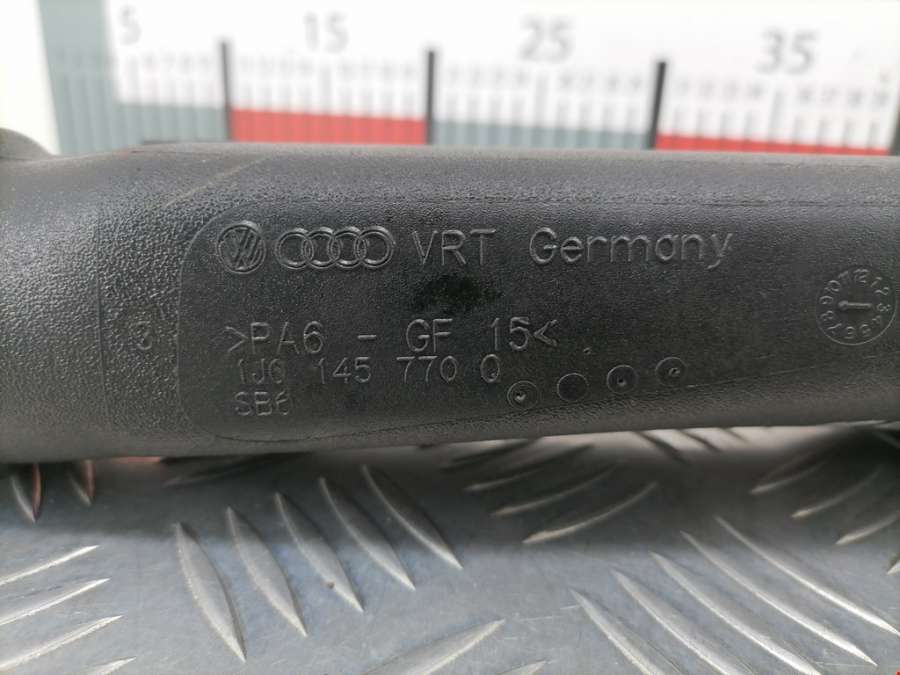 5 15 25 35
VRT Germany
>PA6 - GF 15<
1J0 145 770 Q
SB6